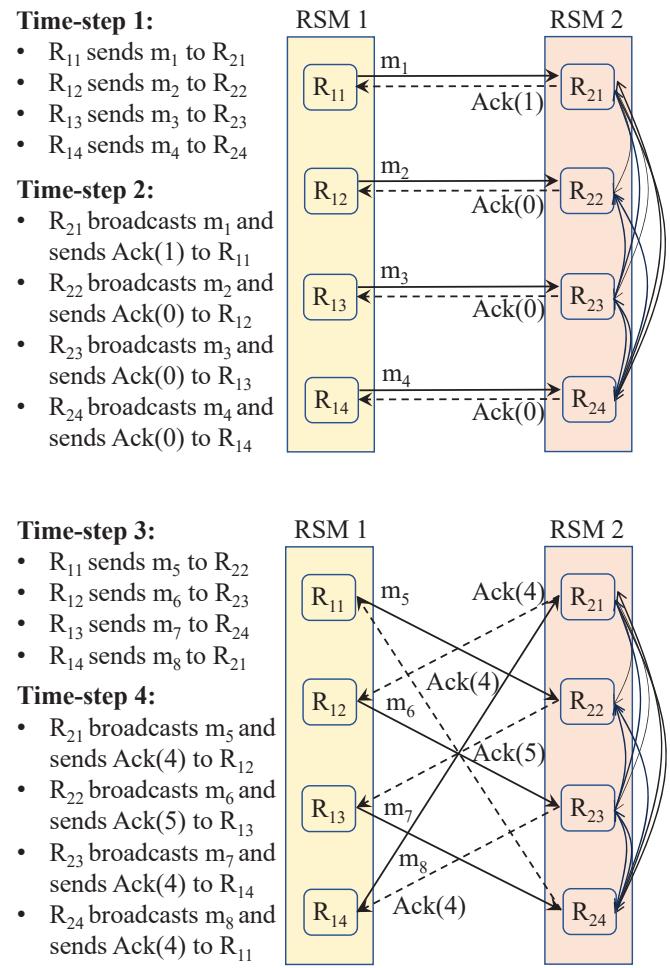 Time-step 1:
• R₁₁ sends m₁ to R₂₁
• R₁₂ sends m₂ to R₂₂
• R₁₃ sends m₃ to R₂₃
• R₁₄ sends m₄ to R₂₄
Time-step 2:
• R₂₁ broadcasts m₁ and
sends Ack(1) to R₁₁
• R₂₂ broadcasts m₂ and
sends Ack(0) to R₁₂
• R₂₃ broadcasts m₃ and
sends Ack(0) to R₁₃
• R₂₄ broadcasts m₄ and
sends Ack(0) to R₁₄
RSM 1
RSM 2
R₁₁
m₁
Ack(1)
R₂₁
R₁₂
m₂
Ack(0)
R₂₂
R₁₃
m₃
Ack(0)
R₂₃
R₁₄
m₄
Ack(0)
R₂₄
Time-step 3:
• R₁₁ sends m₅ to R₂₂
• R₁₂ sends m₆ to R₂₃
• R₁₃ sends m₇ to R₂₄
• R₁₄ sends m₈ to R₂₁
Time-step 4:
• R₂₁ broadcasts m₅ and
sends Ack(4) to R₁₂
• R₂₂ broadcasts m₆ and
sends Ack(5) to R₁₃
• R₂₃ broadcasts m₇ and
sends Ack(4) to R₁₄
• R₂₄ broadcasts m₈ and
sends Ack(4) to R₁₁
RSM 1
RSM 2
R₁₁
m₅
Ack(4)
R₂₁
Ack(4)
R₁₂
m₆
R₂₂
Ack(5)
R₁₃
m₇
R₂₃
m₈
R₁₄
Ack(4)
R₂₄